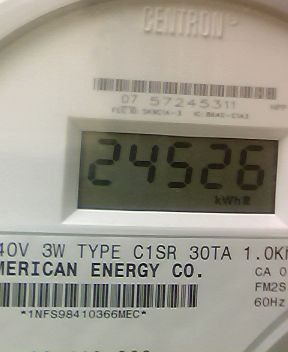 CENTRON
07 57245311
24526
kWh
40V 3W TYPE C1SR 30TA 1.0K
MERICAN ENERGY CO.
CA 0
FM2S
60Hz
*1NFS98410366MEC*